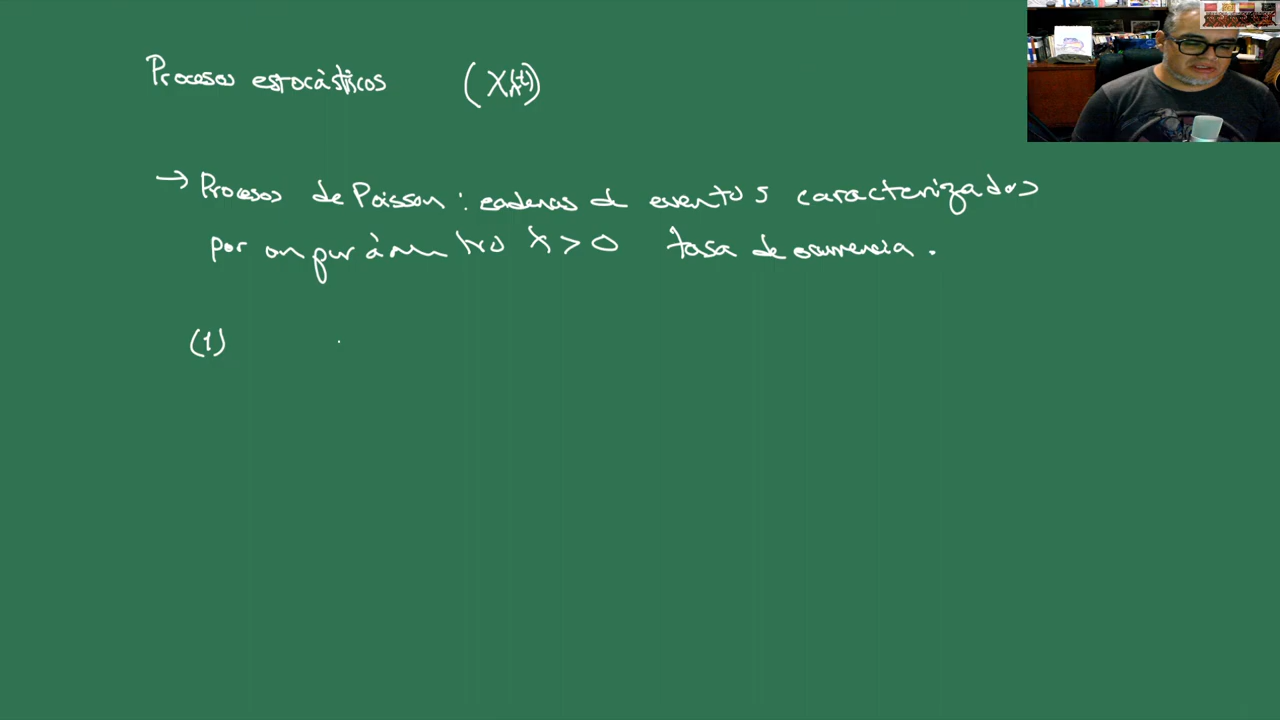 Procesos estocásticos (X(t))
→ Procesos de Poisson : cadenas de eventos caracterizados
por un parámetro λ > 0 tasa de ocurrencia .
(1)